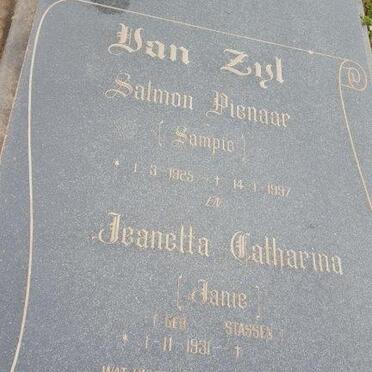 Van Zyl
Salmon Pienaar
[ Sampie ]
* 1 · 3 · 1925 - † 14 · 1 · 1997
EN
Jeanetta Catharina
[ Janie ]
( GEB STASSEN )
* 1 · 11 · 1931 - †